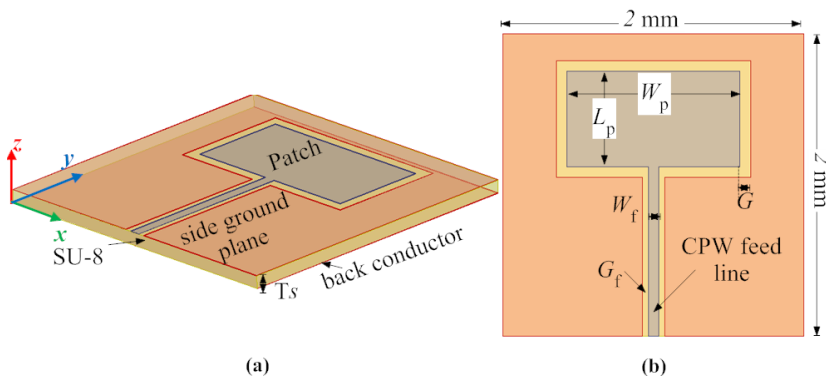 z
y
x
Patch
side ground
plane
SU-8
back conductor
Ts
(a)
2 mm
Wp
Lp
2 mm
G
Wf
CPW feed
line
Gf
(b)